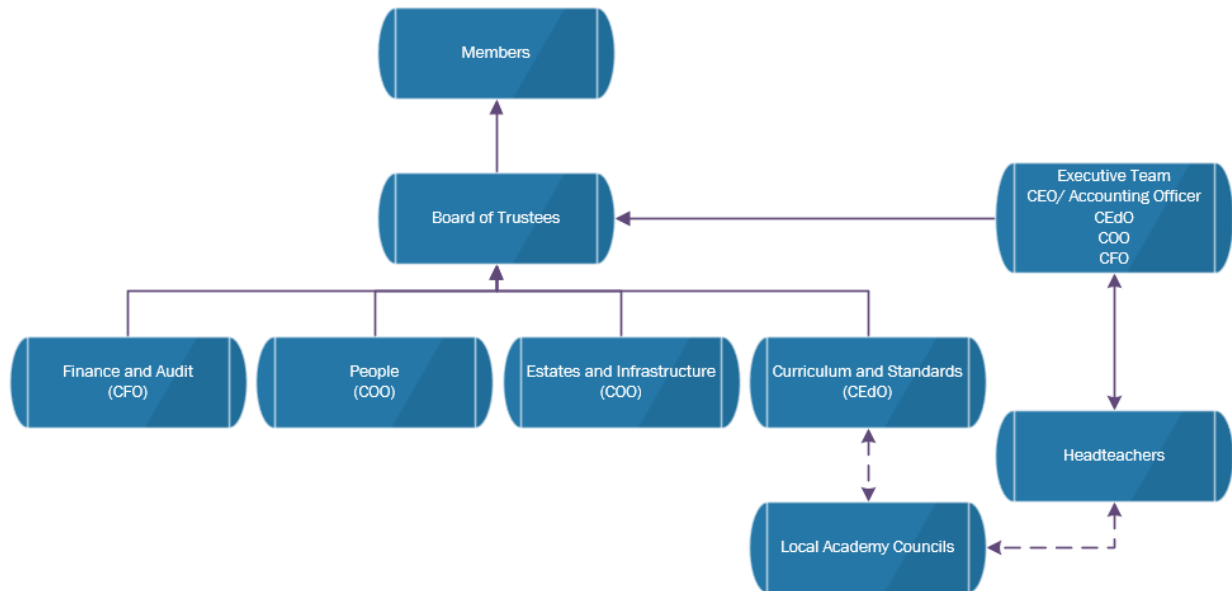 Members
Board of Trustees
Executive Team
CEO/ Accounting Officer
CEdO
COO
CFO
Finance and Audit
(CFO)
People
(COO)
Estates and Infrastructure
(COO)
Curriculum and Standards
(CEdO)
Headteachers
Local Academy Councils